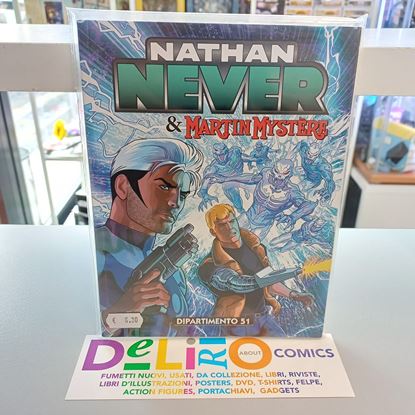 NATHAN
NEVER
& MARTIN MYSTÈRE
DIPARTIMENTO 51
DeLiRiO ABOUT COMICS
FUMETTI NUOVI, USATI, DA COLLEZIONE, LIBRI, RIVISTE,
LIBRI D'ILLUSTRAZIONI, POSTERS, DVD, T-SHIRTS, FELPE,
ACTION FIGURES, PORTACHIAVI, GADGETS